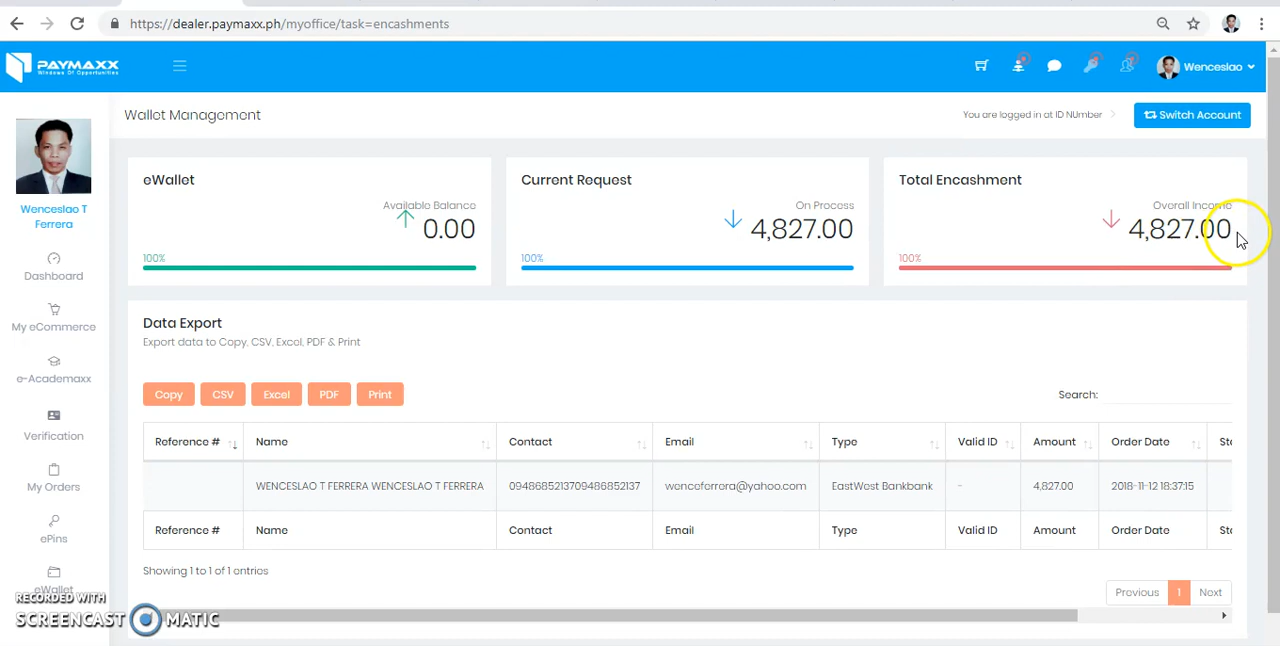 https://dealer.paymaxx.ph/myoffice/task=encashments
PAYMAXX
Windows Of Opportunities
Wenceslao
Wallet Management
You are logged in at ID NUmber
Switch Account
Wenceslao T
Ferrera
Dashboard
My eCommerce
e-Academaxx
Verification
My Orders
ePins
eWallet
eWallet
Available Balance
0.00
100%
Current Request
On Process
4,827.00
100%
Total Encashment
Overall Income
4,827.00
100%
Data Export
Export data to Copy, CSV, Excel, PDF & Print
Copy CSV Excel PDF Print
Search:
Reference # Name Contact Email Type Valid ID Amount Order Date Sta
WENCESLAO T FERRERA WENCESLAO T FERRERA 0948685213709486852137 wenceferrera@yahoo.com EastWest Bankbank - 4,827.00 2018-11-12 18:37:15
Reference # Name Contact Email Type Valid ID Amount Order Date Sta
Showing 1 to 1 of 1 entries
Previous 1 Next
RECORDED WITH
SCREENCAST MATIC